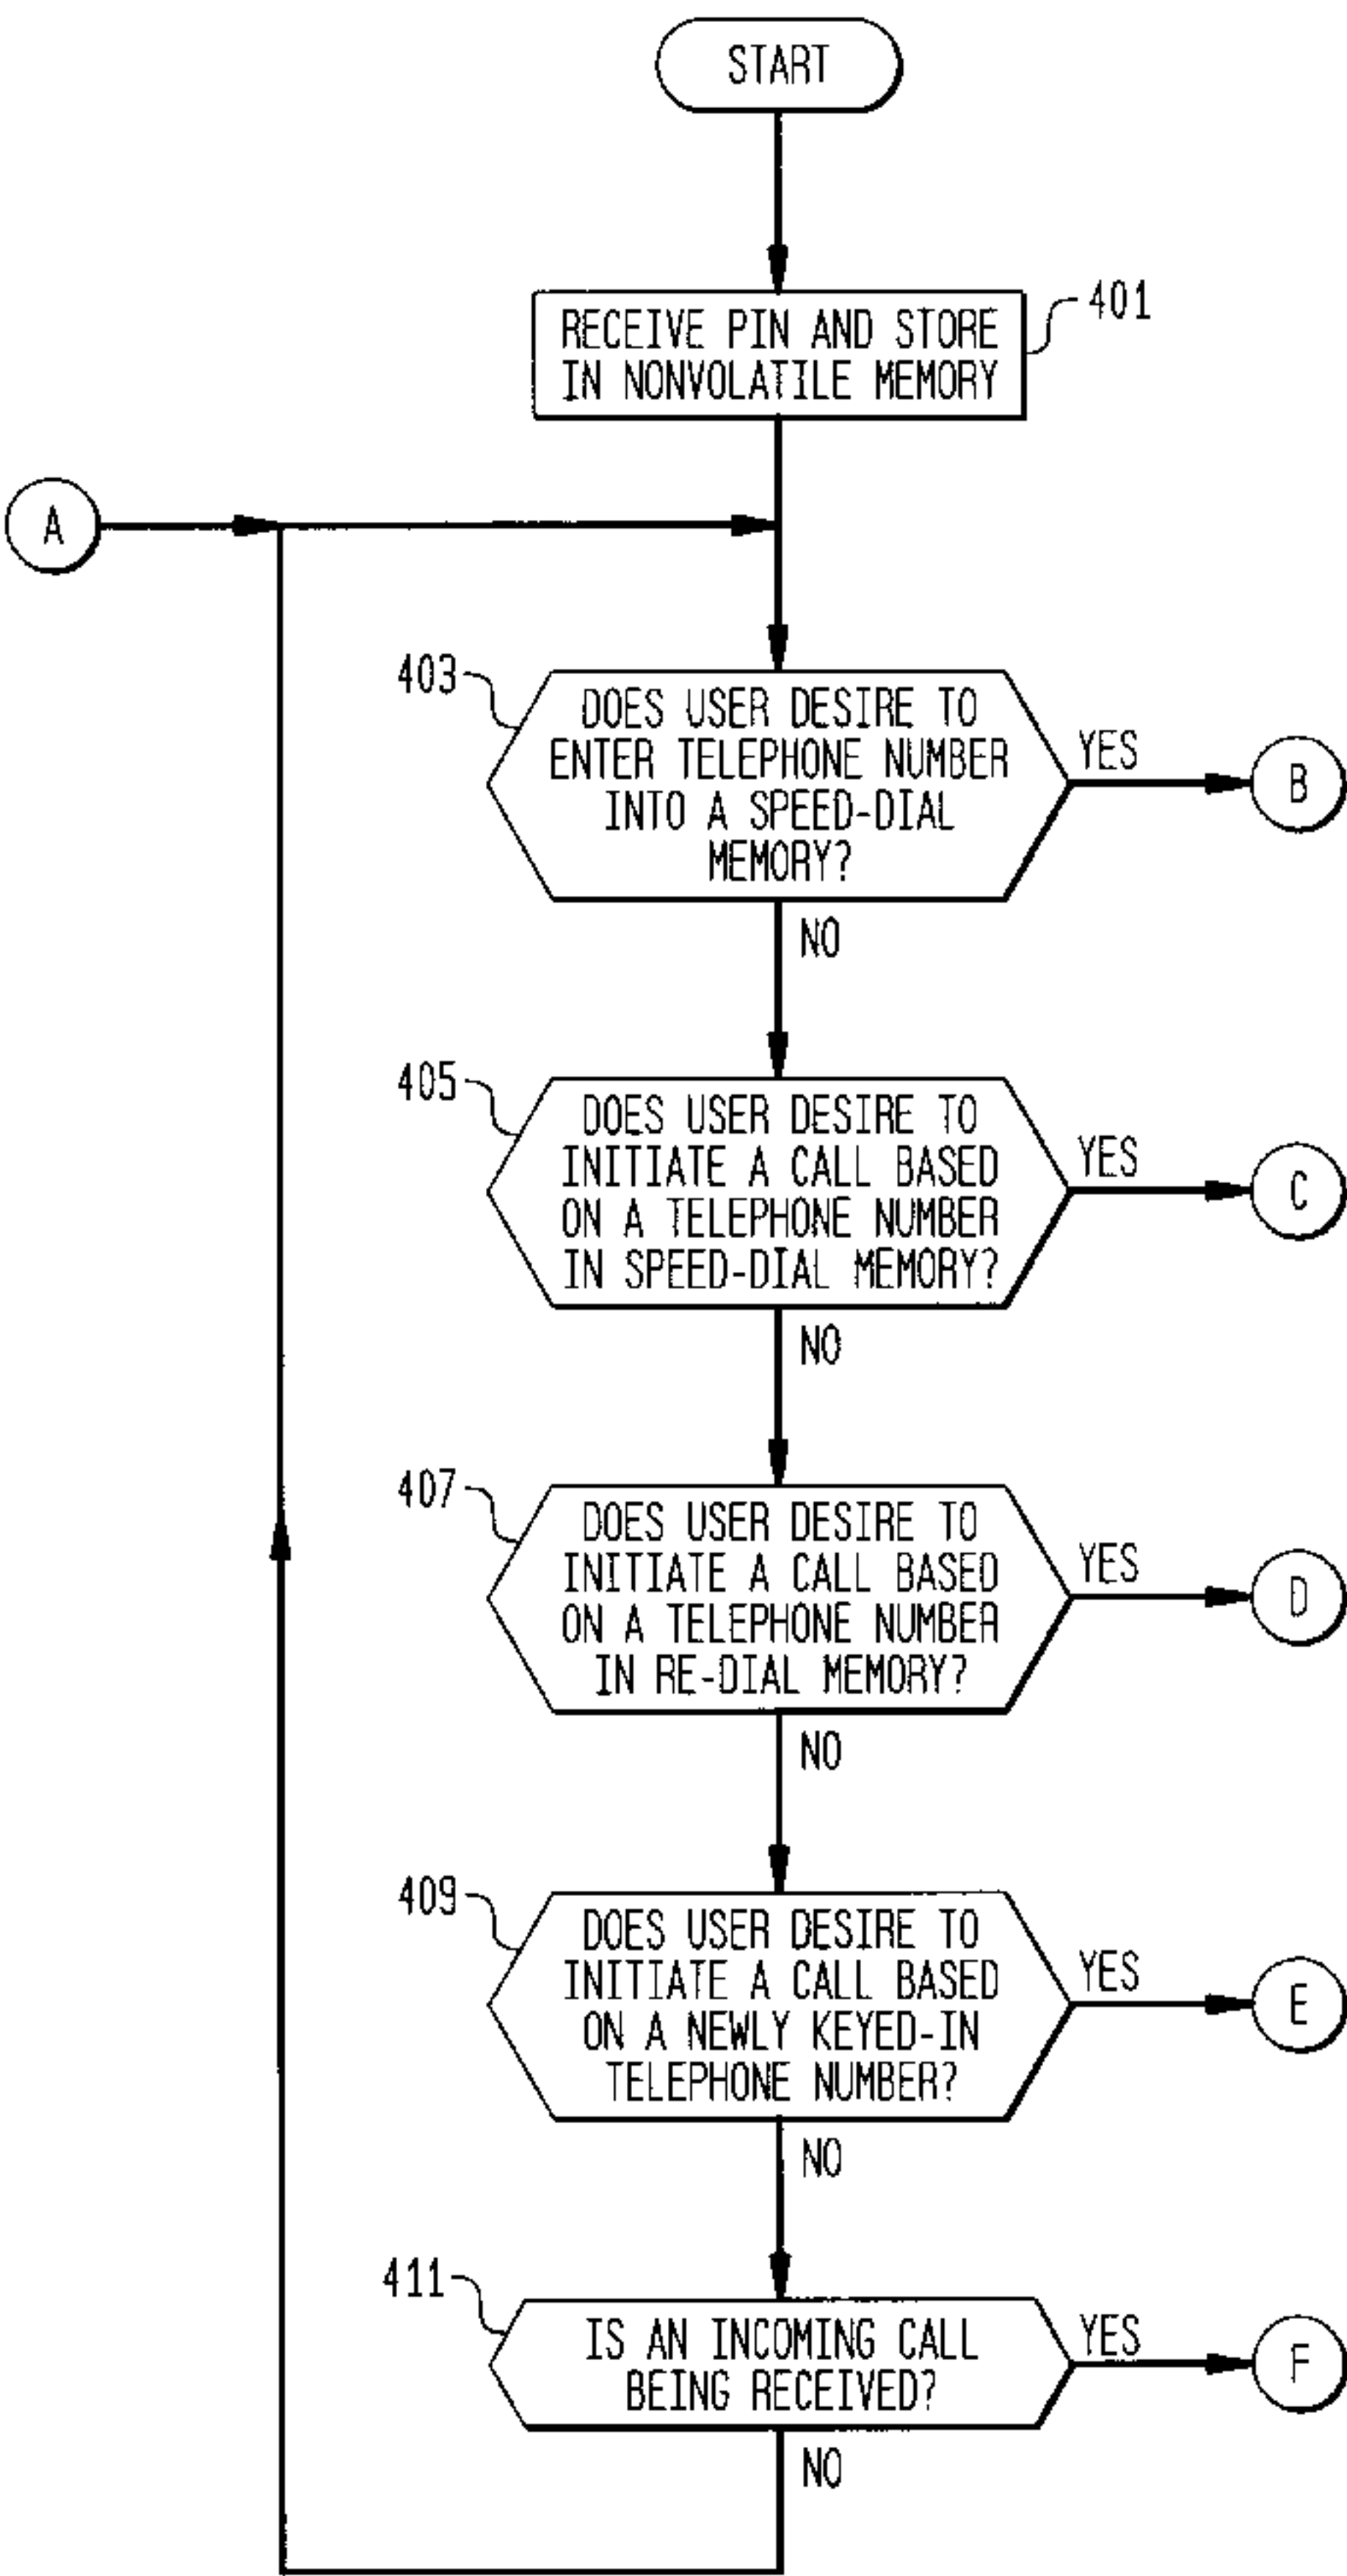 START
RECEIVE PIN AND STORE
IN NONVOLATILE MEMORY
401
A
403
DOES USER DESIRE TO
ENTER TELEPHONE NUMBER
INTO A SPEED-DIAL
MEMORY?
YES
B
NO
405
DOES USER DESIRE TO
INITIATE A CALL BASED
ON A TELEPHONE NUMBER
IN SPEED-DIAL MEMORY?
YES
C
NO
407
DOES USER DESIRE TO
INITIATE A CALL BASED
ON A TELEPHONE NUMBER
IN RE-DIAL MEMORY?
YES
D
NO
409
DOES USER DESIRE TO
INITIATE A CALL BASED
ON A NEWLY KEYED-IN
TELEPHONE NUMBER?
YES
E
NO
411
IS AN INCOMING CALL
BEING RECEIVED?
YES
F
NO